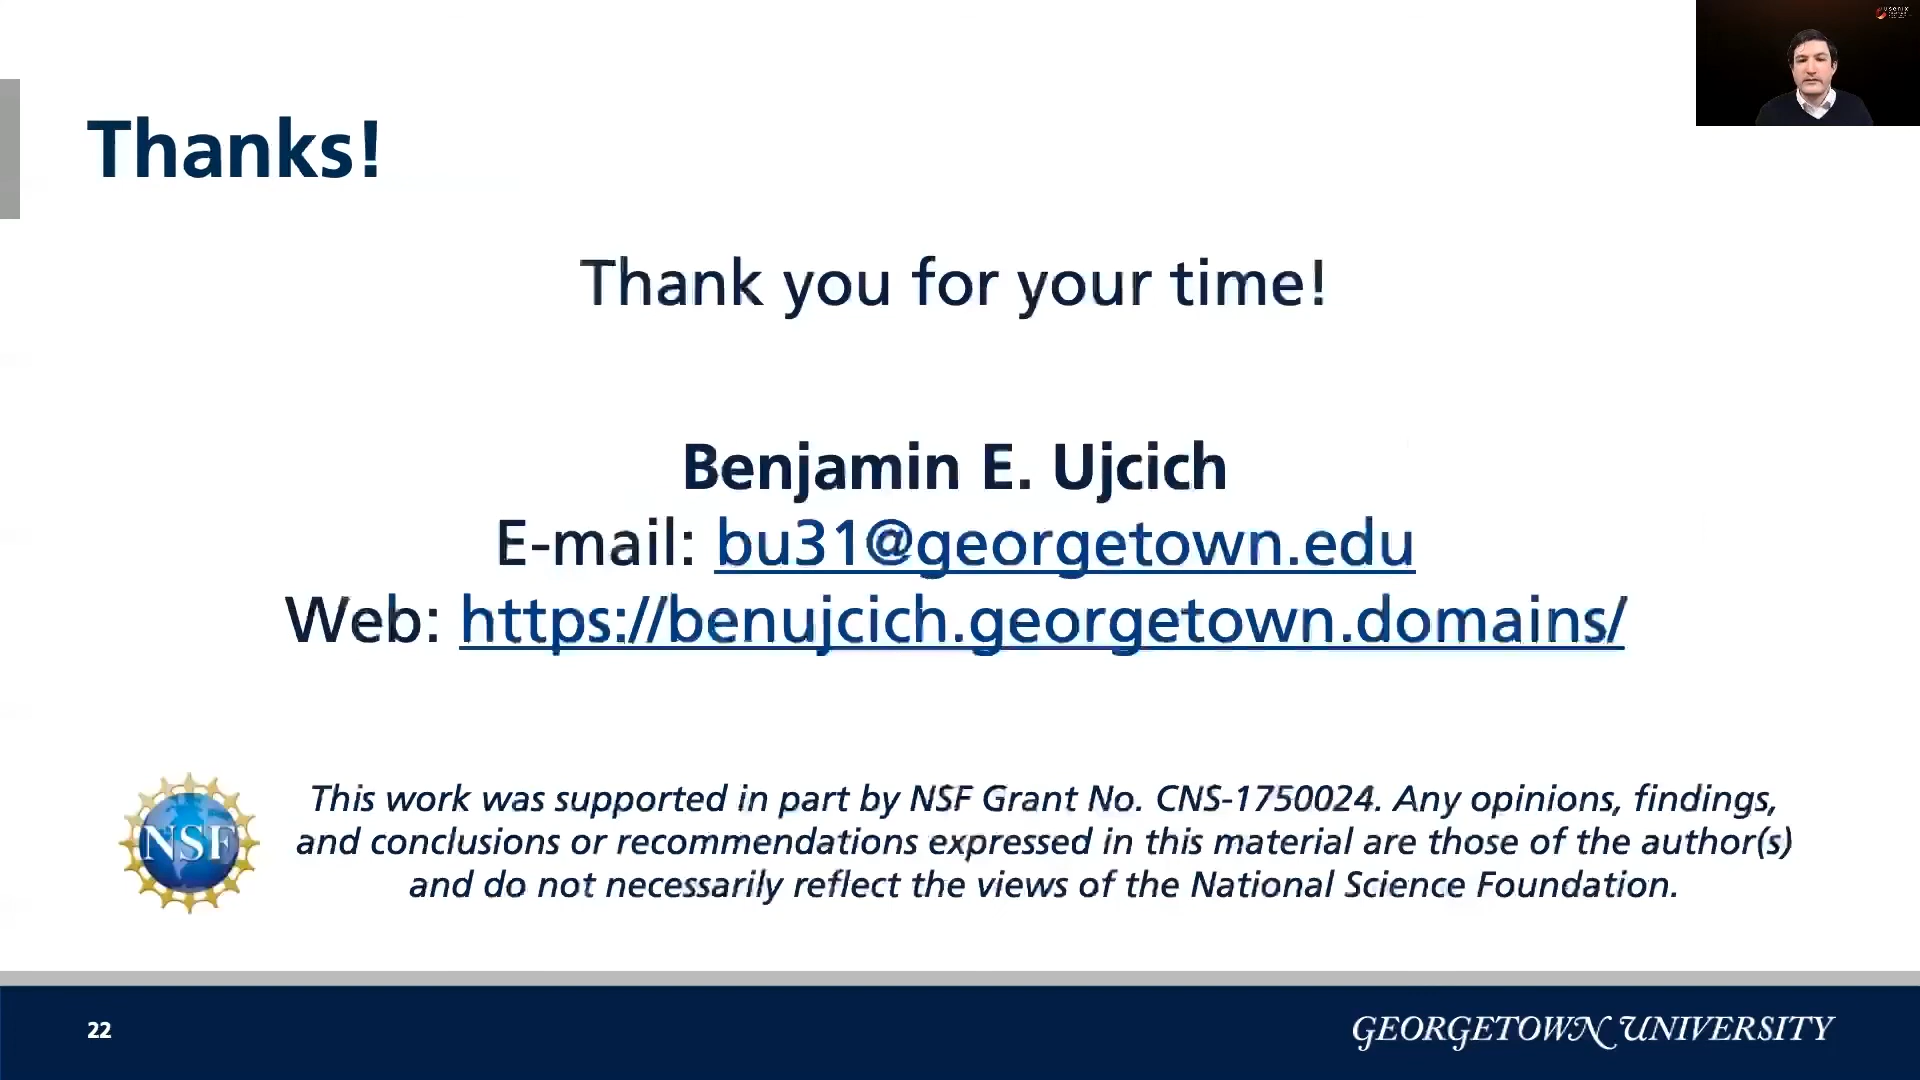 usenix
Thanks!
Thank you for your time!
Benjamin E. Ujcich
E-mail: bu31@georgetown.edu
Web: https://benujcich.georgetown.domains/
NSF
This work was supported in part by NSF Grant No. CNS-1750024. Any opinions, findings,
and conclusions or recommendations expressed in this material are those of the author(s)
and do not necessarily reflect the views of the National Science Foundation.
22
GEORGETOWN UNIVERSITY